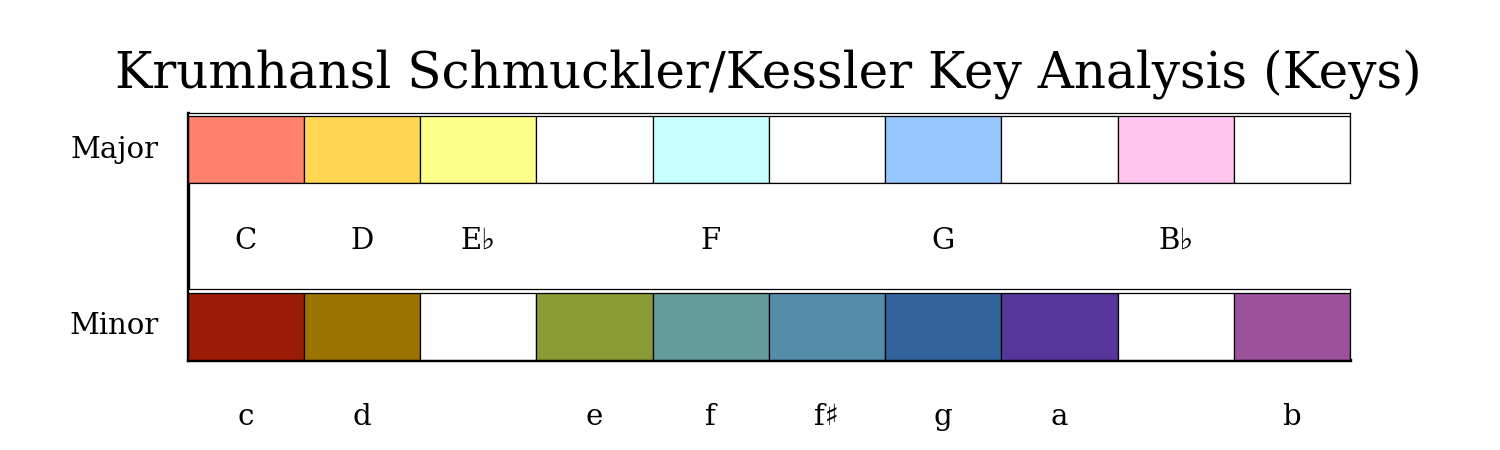 Krumhansl Schmuckler/Kessler Key Analysis (Keys)
Major
C D E♭ F G B♭
Minor
c d e f f♯ g a b